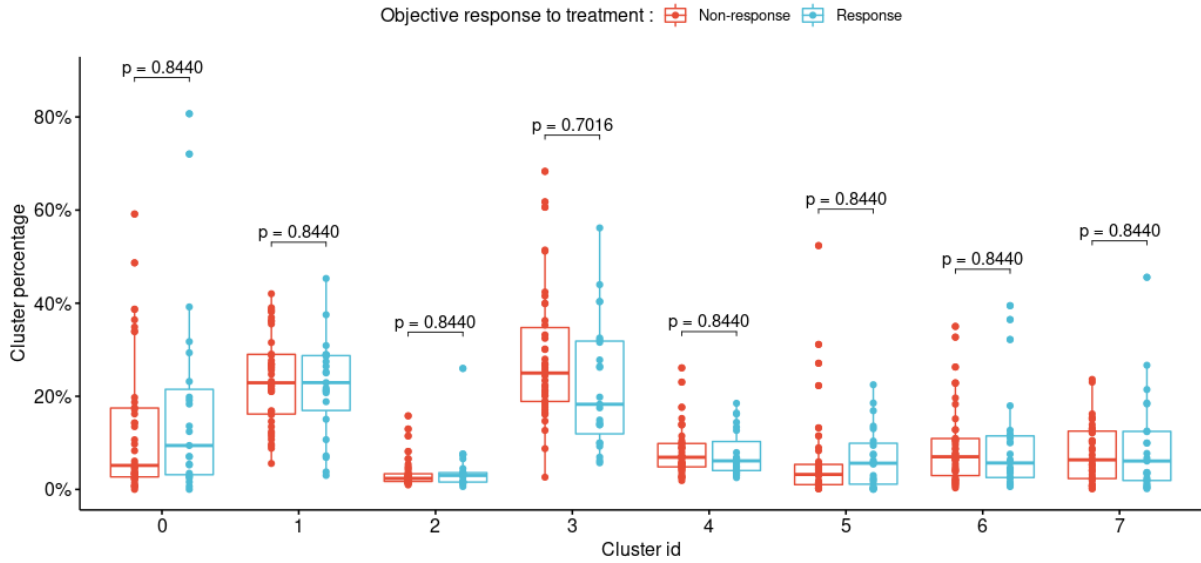 Objective response to treatment : Non-response Response
p = 0.8440
80%
p = 0.7016
60%
p = 0.8440
p = 0.8440
p = 0.8440
p = 0.8440
40%
p = 0.8440
p = 0.8440
20%
0%
Cluster percentage
0 1 2 3 4 5 6 7
Cluster id